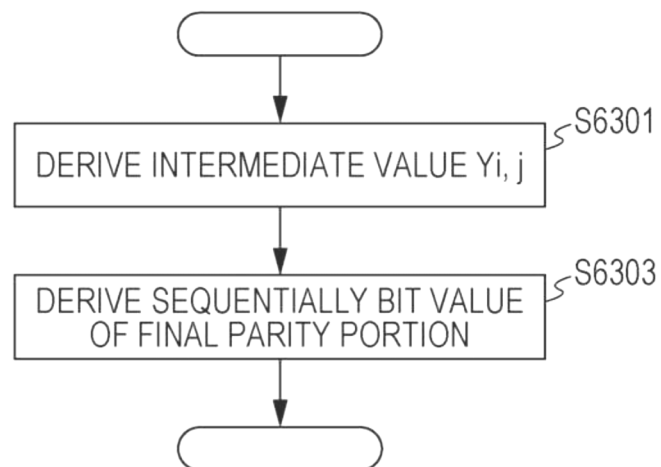 S6301
DERIVE INTERMEDIATE VALUE Yi, j
S6303
DERIVE SEQUENTIALLY BIT VALUE
OF FINAL PARITY PORTION